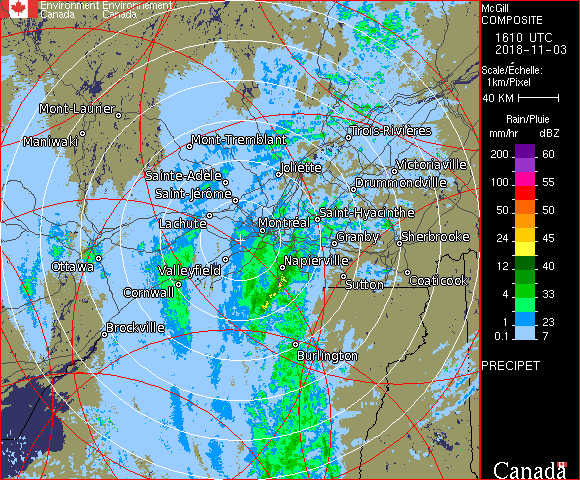 Environment Environnement
Canada Canada
McGill
COMPOSITE
1610 UTC
2018-11-03
Scale/Échelle:
1km/Pixel
40 KM
Rain/Pluie
mm/hr dBZ
200 60
100 55
50 50
24 45
12 40
4 33
1 23
0.1 7
PRECIPET
Canada
Mont-Laurier
Maniwaki
Mont-Tremblant
Trois-Rivières
Joliette
Victoriaville
Sainte-Adèle
Drummondville
Saint-Jérôme
Lachute
Saint-Hyacinthe
Montréal
Granby
Sherbrooke
Ottawa
Valleyfield
Napierville
Cornwall
Sutton
Coaticook
Brockville
Burlington